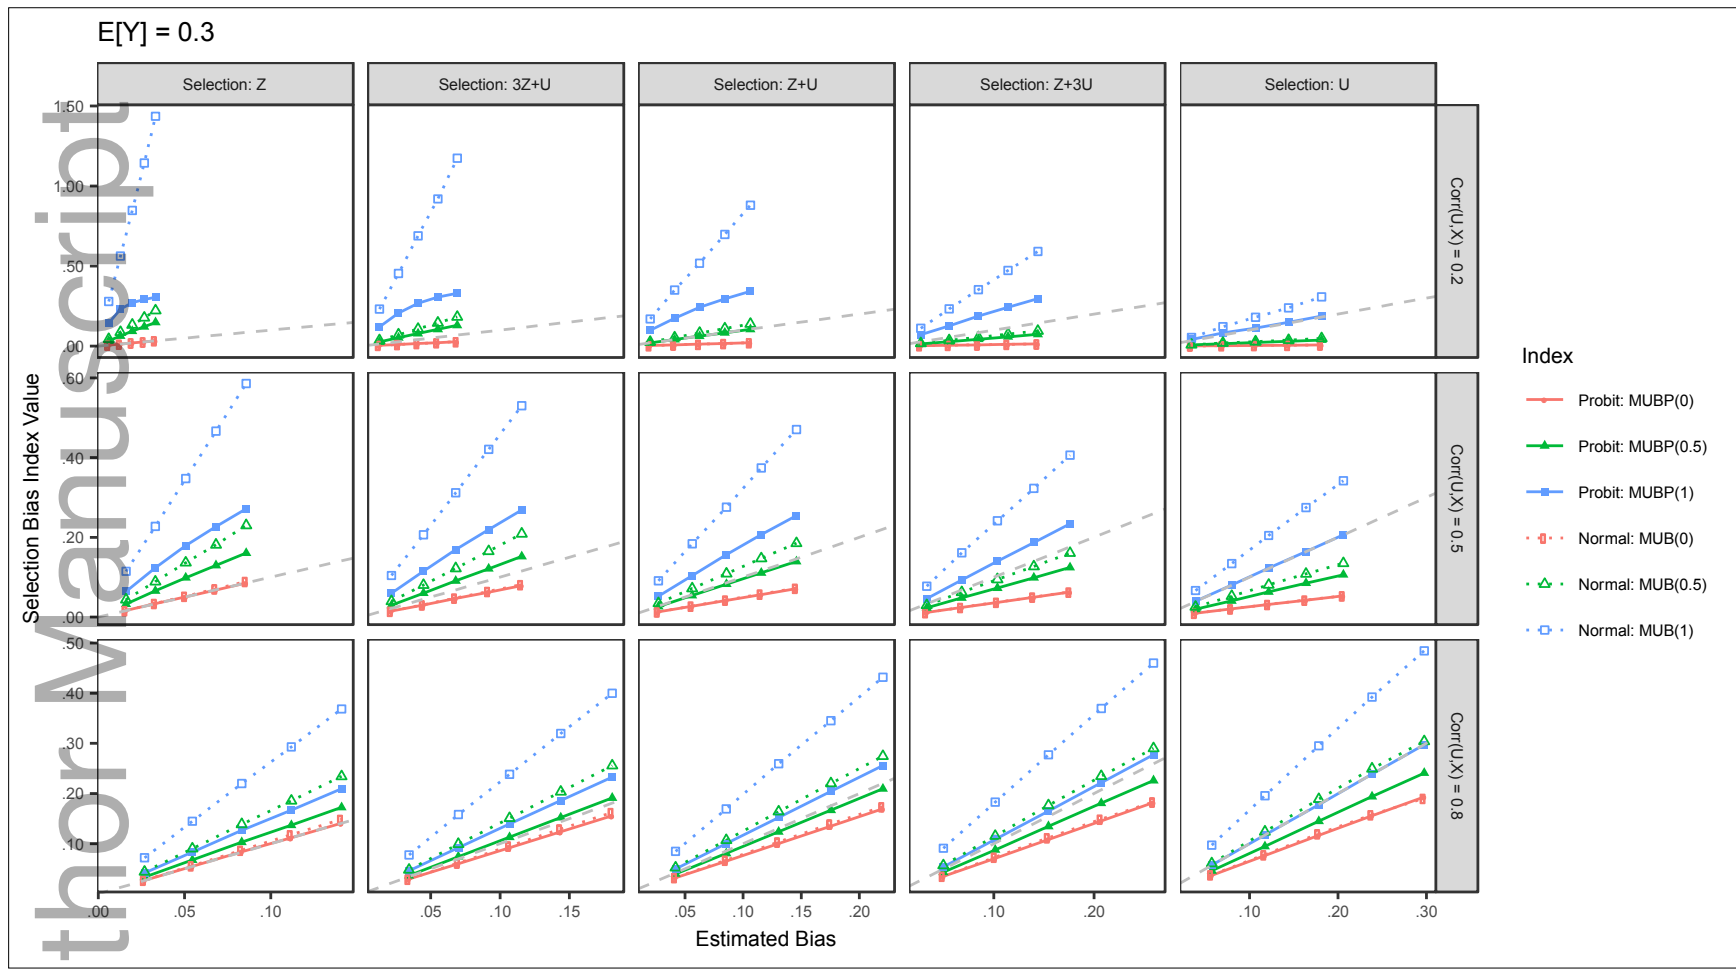 E[Y] = 0.3
Selection: Z
Selection: 3Z+U
Selection: Z+U
Selection: Z+3U
Selection: U
1.50
1.00
.50
.00
Corr(U,X) = 0.2
.60
.40
.20
.00
Corr(U,X) = 0.5
.50
.40
.30
.20
.10
Corr(U,X) = 0.8
.00 .05 .10
.05 .10 .15
.05 .10 .15 .20
.10 .20
.10 .20 .30
Estimated Bias
Selection Bias Index Value
Index
Probit: MUBP(0)
Probit: MUBP(0.5)
Probit: MUBP(1)
Normal: MUB(0)
Normal: MUB(0.5)
Normal: MUB(1)
thor Manuscript